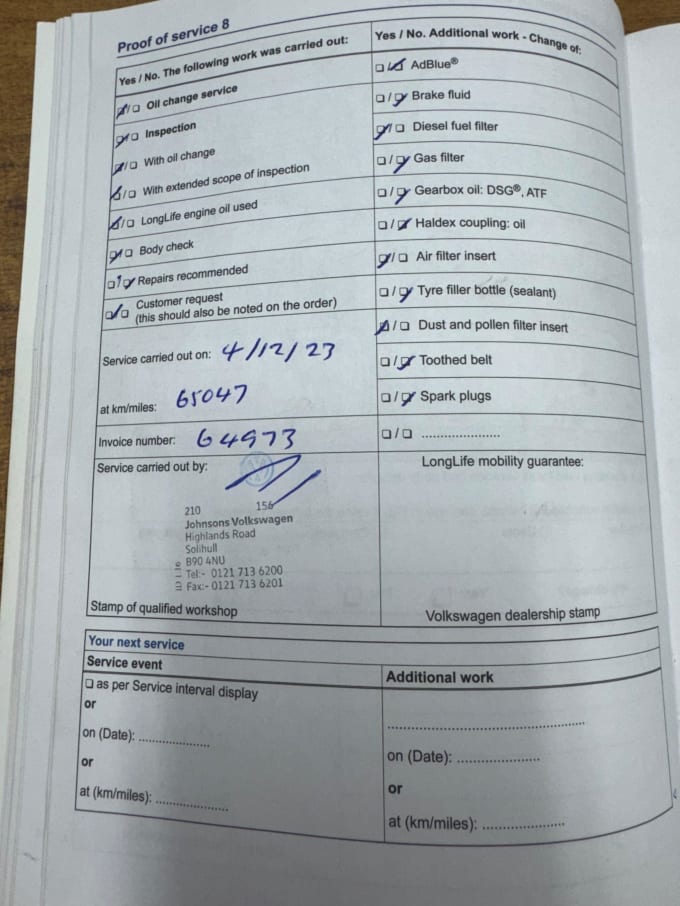 Proof of service 8
Yes / No. The following work was carried out:
Oil change service
Inspection
With oil change
With extended scope of inspection
LongLife engine oil used
Body check
Repairs recommended
Customer request
(this should also be noted on the order)
Service carried out on: 4/12/23
at km/miles: 65047
Invoice number: 64973
Service carried out by:
210 156
Johnsons Volkswagen
Highlands Road
Solihull
B90 4NU
Tel:- 0121 713 6200
Fax:- 0121 713 6201
Stamp of qualified workshop
Yes / No. Additional work - Change of:
AdBlue®
Brake fluid
Diesel fuel filter
Gas filter
Gearbox oil: DSG®, ATF
Haldex coupling: oil
Air filter insert
Tyre filler bottle (sealant)
Dust and pollen filter insert
Toothed belt
Spark plugs
....................
LongLife mobility guarantee:
Volkswagen dealership stamp
Your next service
Service event
as per Service interval display
or
on (Date): ..................
or
at (km/miles): ..................
Additional work
..................................................
on (Date): .....................
or
at (km/miles): .....................